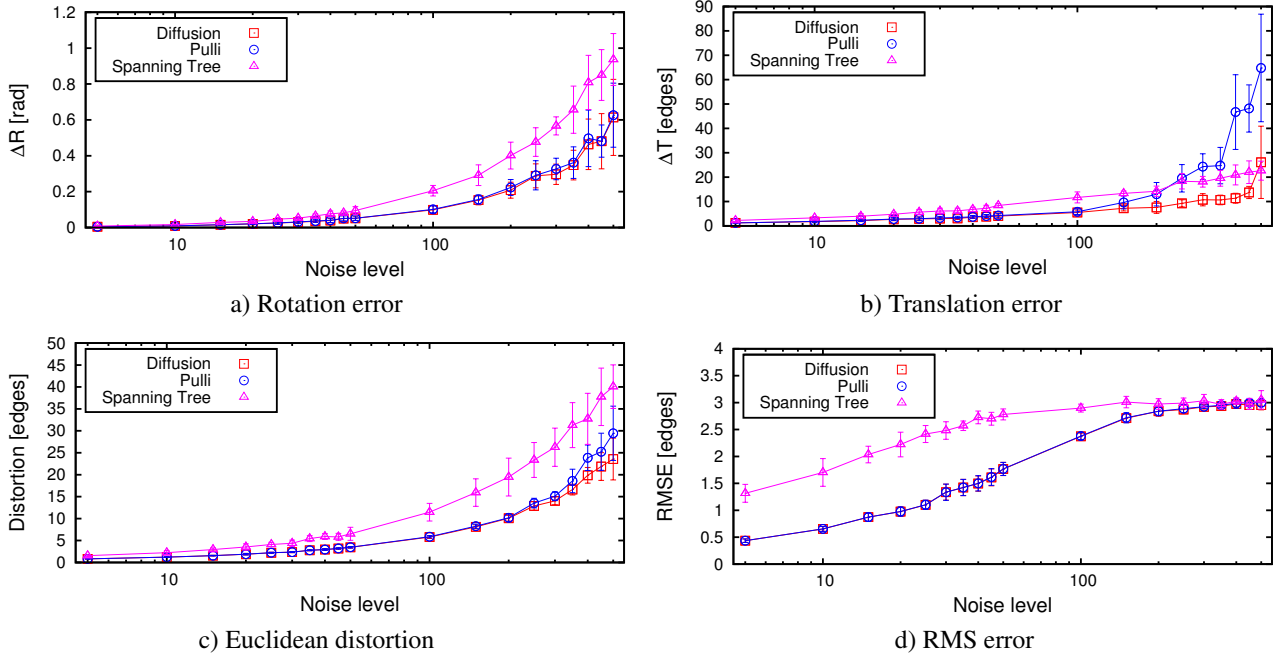 1.2
1
0.8
0.6
0.4
0.2
0
ΔR [rad]
Diffusion
Pulli
Spanning Tree
10
100
Noise level
a) Rotation error
90
80
70
60
50
40
30
20
10
0
ΔT [edges]
Diffusion
Pulli
Spanning Tree
10
100
Noise level
b) Translation error
50
45
40
35
30
25
20
15
10
5
0
Distortion [edges]
Diffusion
Pulli
Spanning Tree
10
100
Noise level
c) Euclidean distortion
4
3.5
3
2.5
2
1.5
1
0.5
0
RMSE [edges]
Diffusion
Pulli
Spanning Tree
10
100
Noise level
d) RMS error